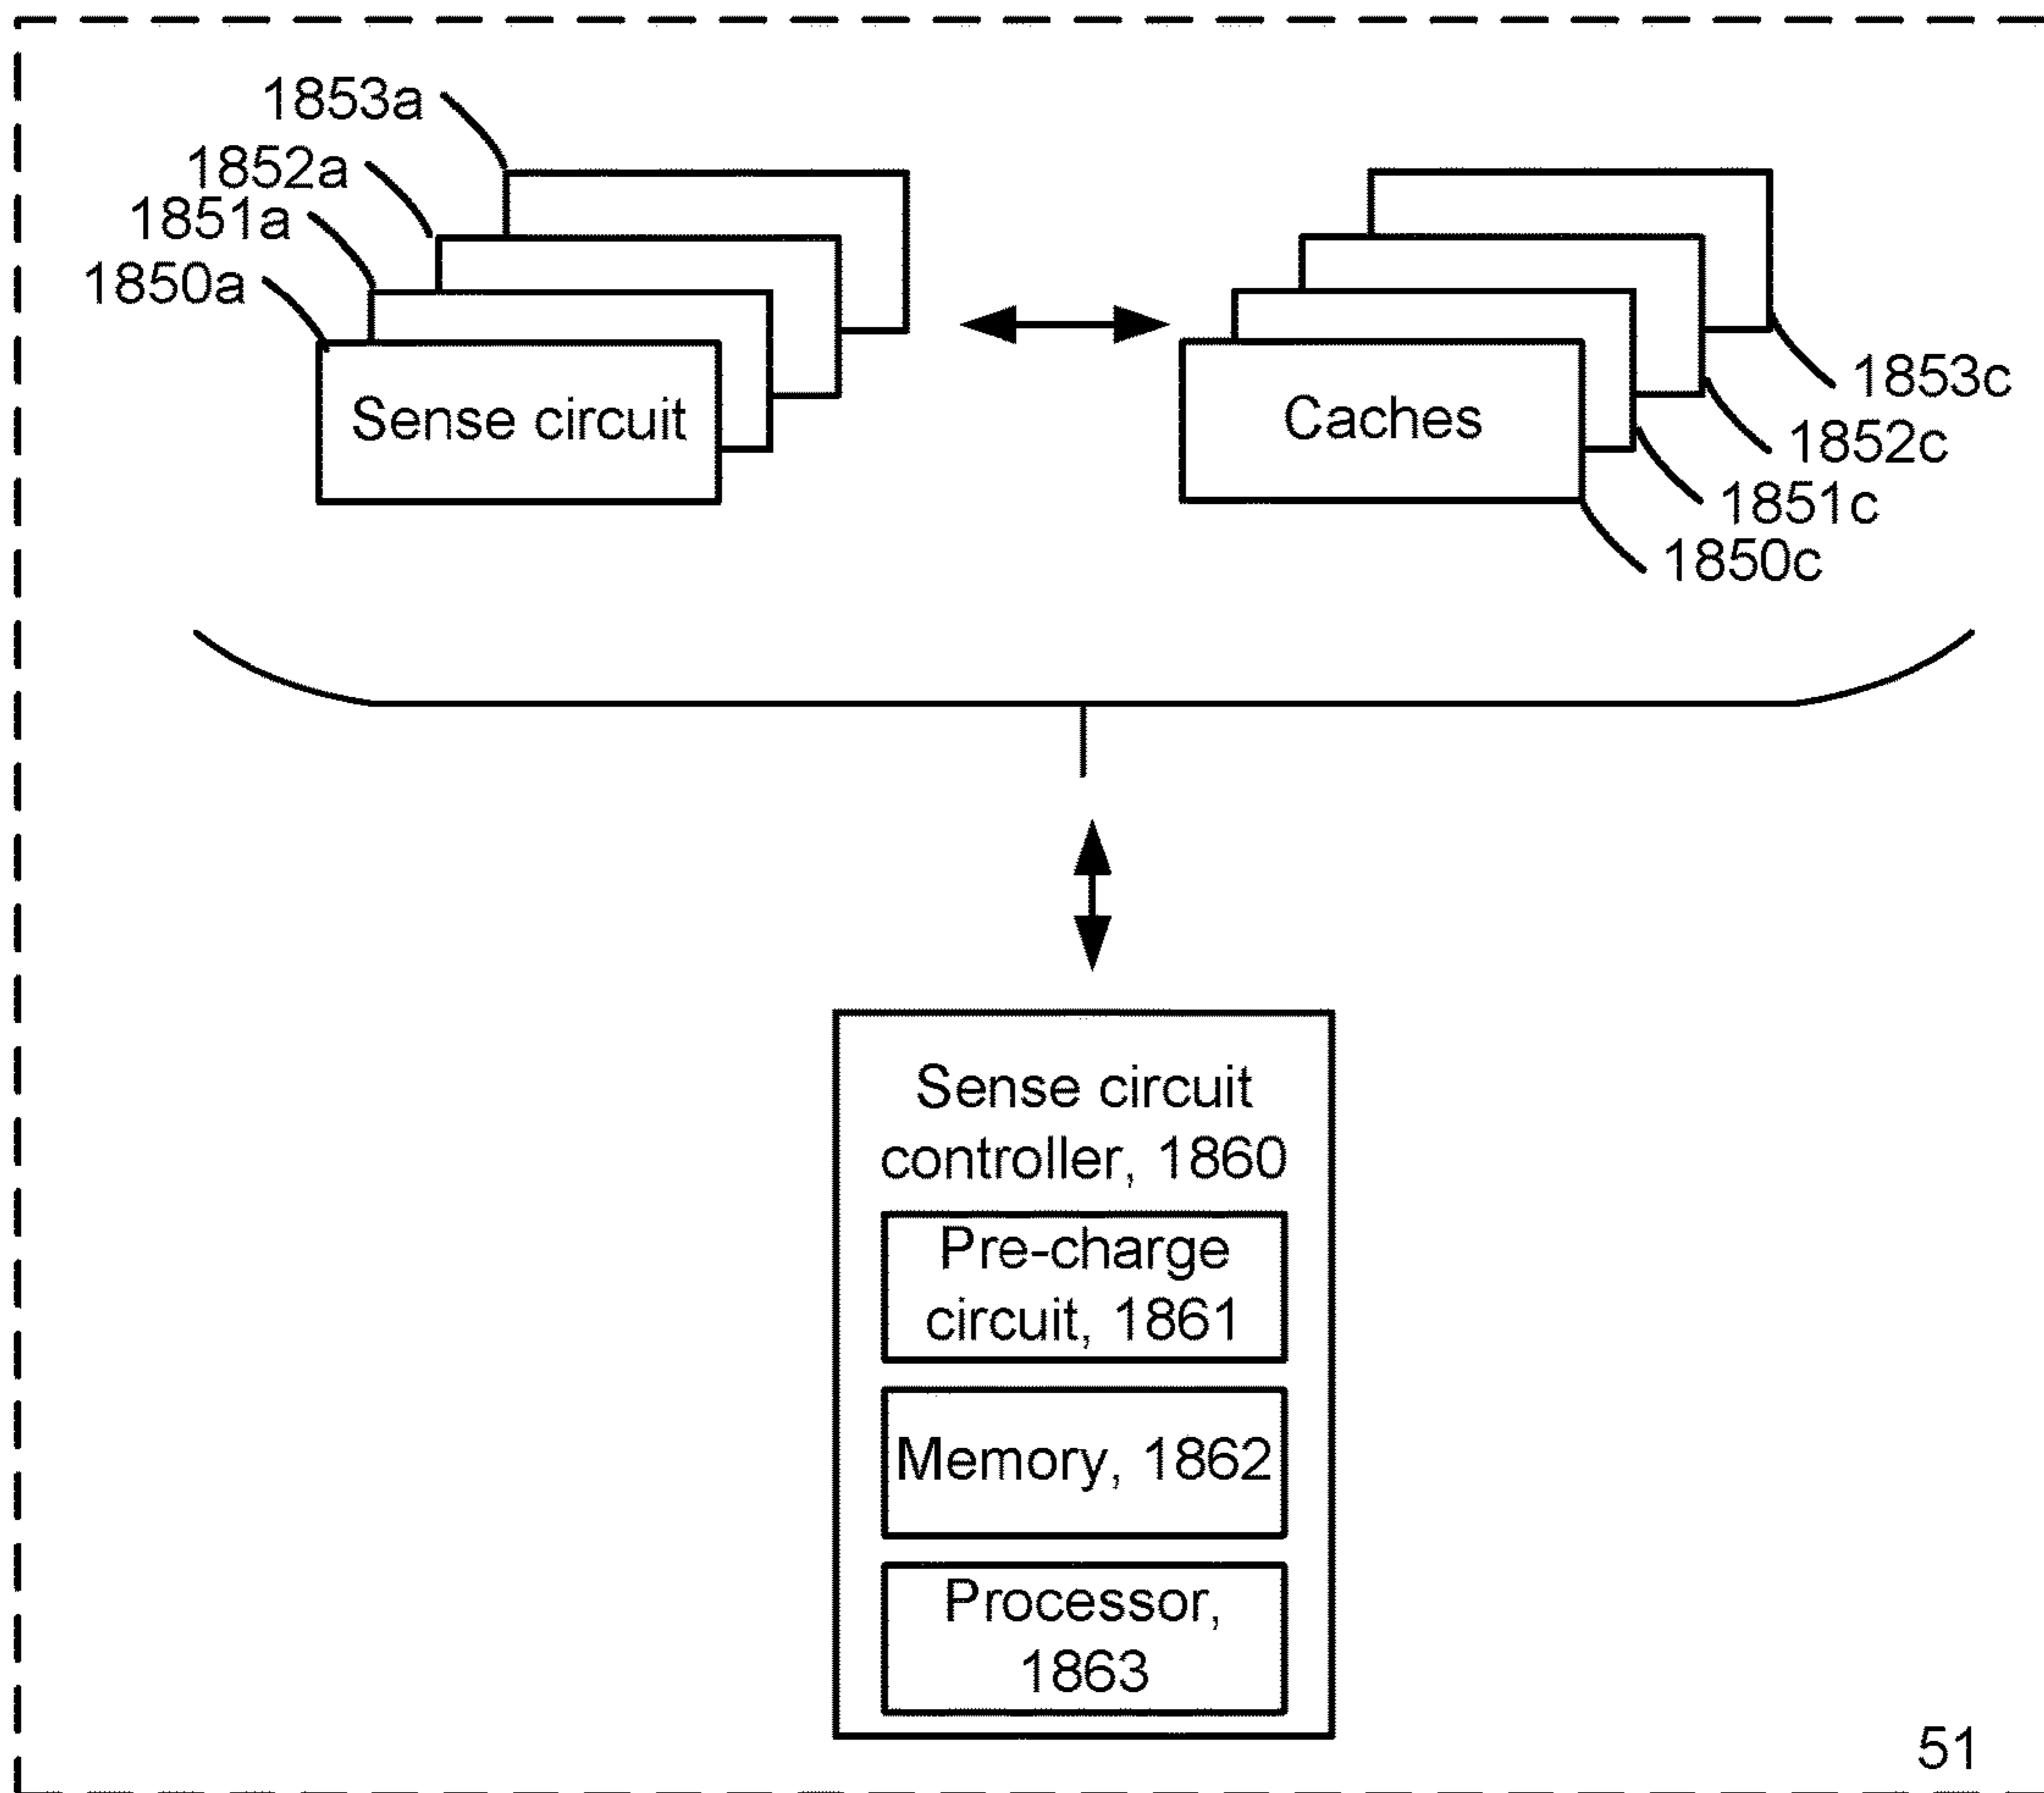 1853a
1852a
1851a
1850a
Sense circuit
Caches
1853c
1852c
1851c
1850c
Sense circuit
controller, 1860
Pre-charge
circuit, 1861
Memory, 1862
Processor,
1863
51